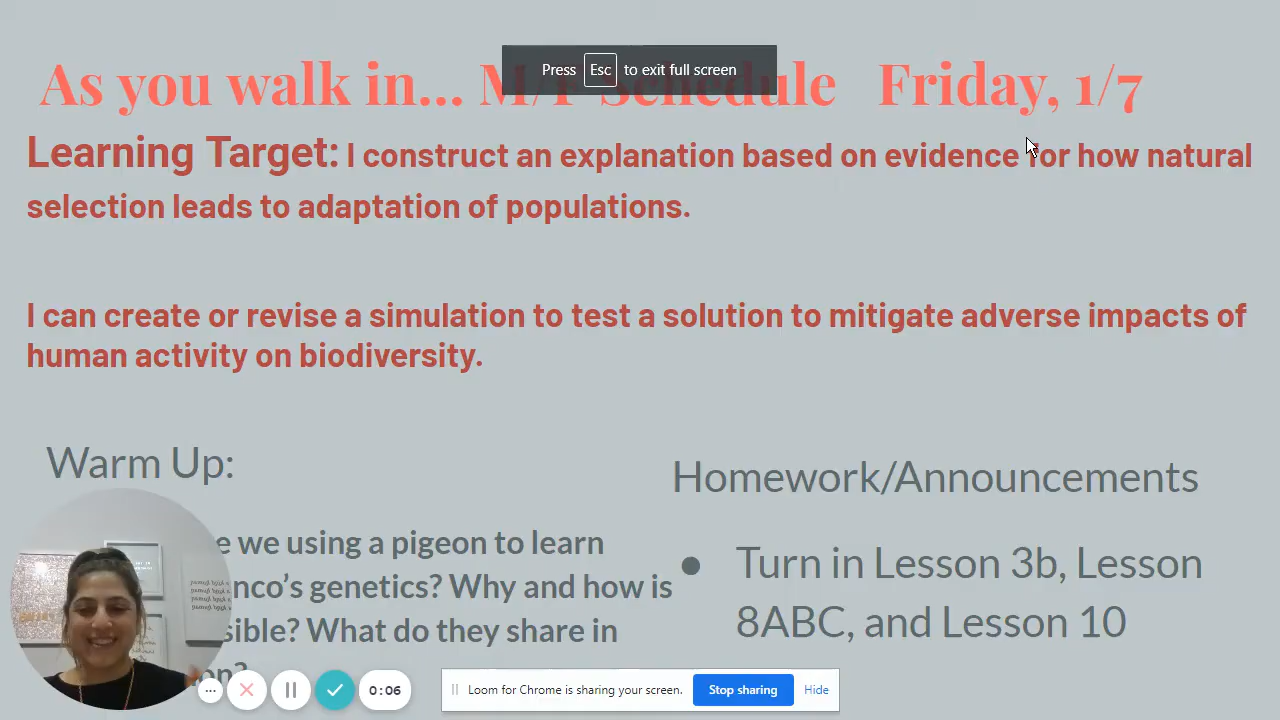 Press Esc to exit full screen
As you walk in... M/F Schedule Friday, 1/7
Learning Target: I construct an explanation based on evidence for how natural
selection leads to adaptation of populations.
I can create or revise a simulation to test a solution to mitigate adverse impacts of
human activity on biodiversity.
Warm Up:
we using a pigeon to learn
genetics? Why and how is
What do they share in
Homework/Announcements
● Turn in Lesson 3b, Lesson
8ABC, and Lesson 10
0:06
Loom for Chrome is sharing your screen. Stop sharing Hide